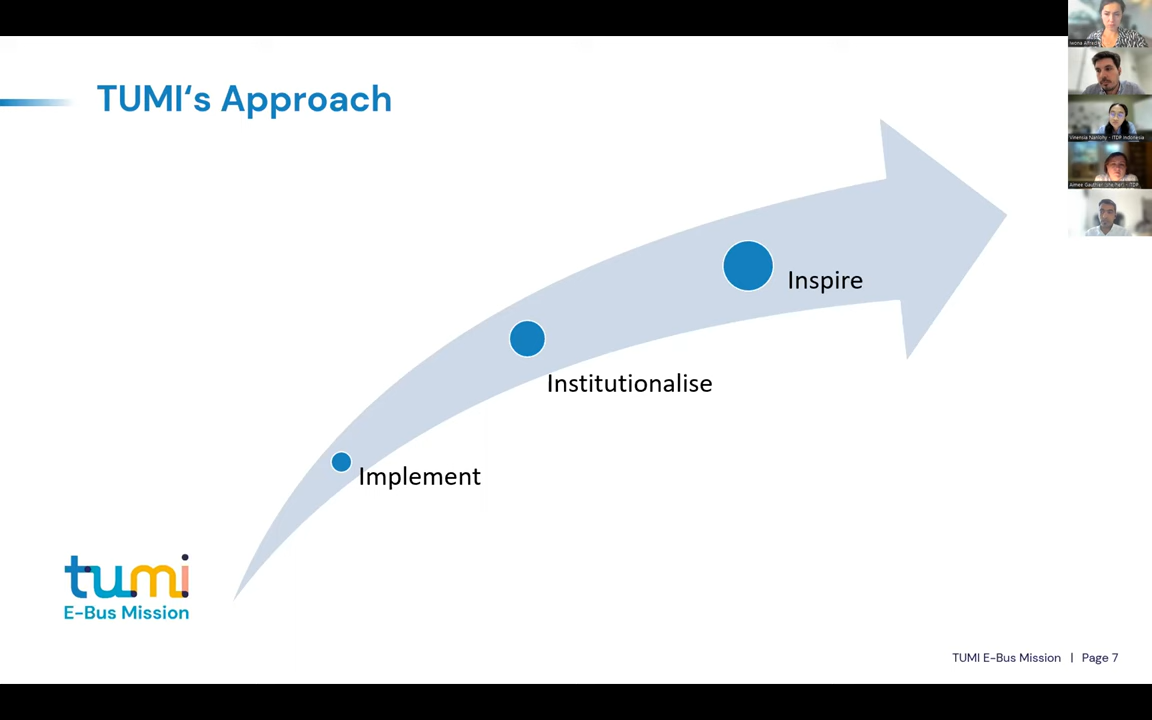 TUMI‘s Approach
Inspire
Institutionalise
Implement
tumi
E-Bus Mission
TUMI E-Bus Mission | Page 7